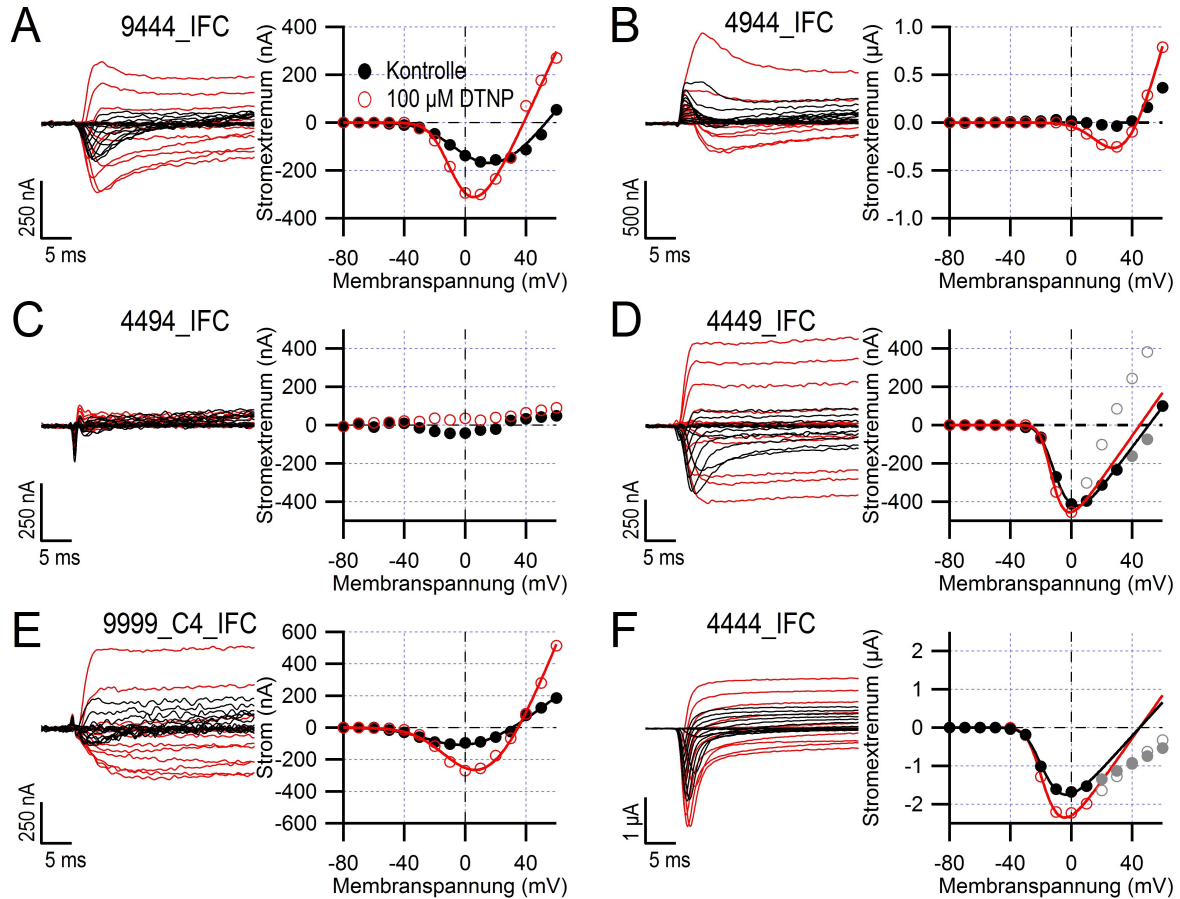 A
9444_IFC
250 nA
5 ms
Stromextremum (nA)
400
200
0
-200
-400
Kontrolle
100 µM DTNP
-80 -40 0 40
Membranspannung (mV)
B
4944_IFC
500 nA
5 ms
Stromextremum (µA)
1.0
0.5
0.0
-0.5
-1.0
-80 -40 0 40
Membranspannung (mV)
C
4494_IFC
250 nA
5 ms
Stromextremum (nA)
400
200
0
-200
-400
-80 -40 0 40
Membranspannung (mV)
D
4449_IFC
250 nA
5 ms
Stromextremum (nA)
400
200
0
-200
-400
-80 -40 0 40
Membranspannung (mV)
E
9999_C4_IFC
250 nA
5 ms
Strom (nA)
600
400
200
0
-200
-400
-600
-80 -40 0 40
Membranspannung (mV)
F
4444_IFC
1 µA
5 ms
Stromextremum (µA)
2
1
0
-1
-2
-80 -40 0 40
Membranspannung (mV)